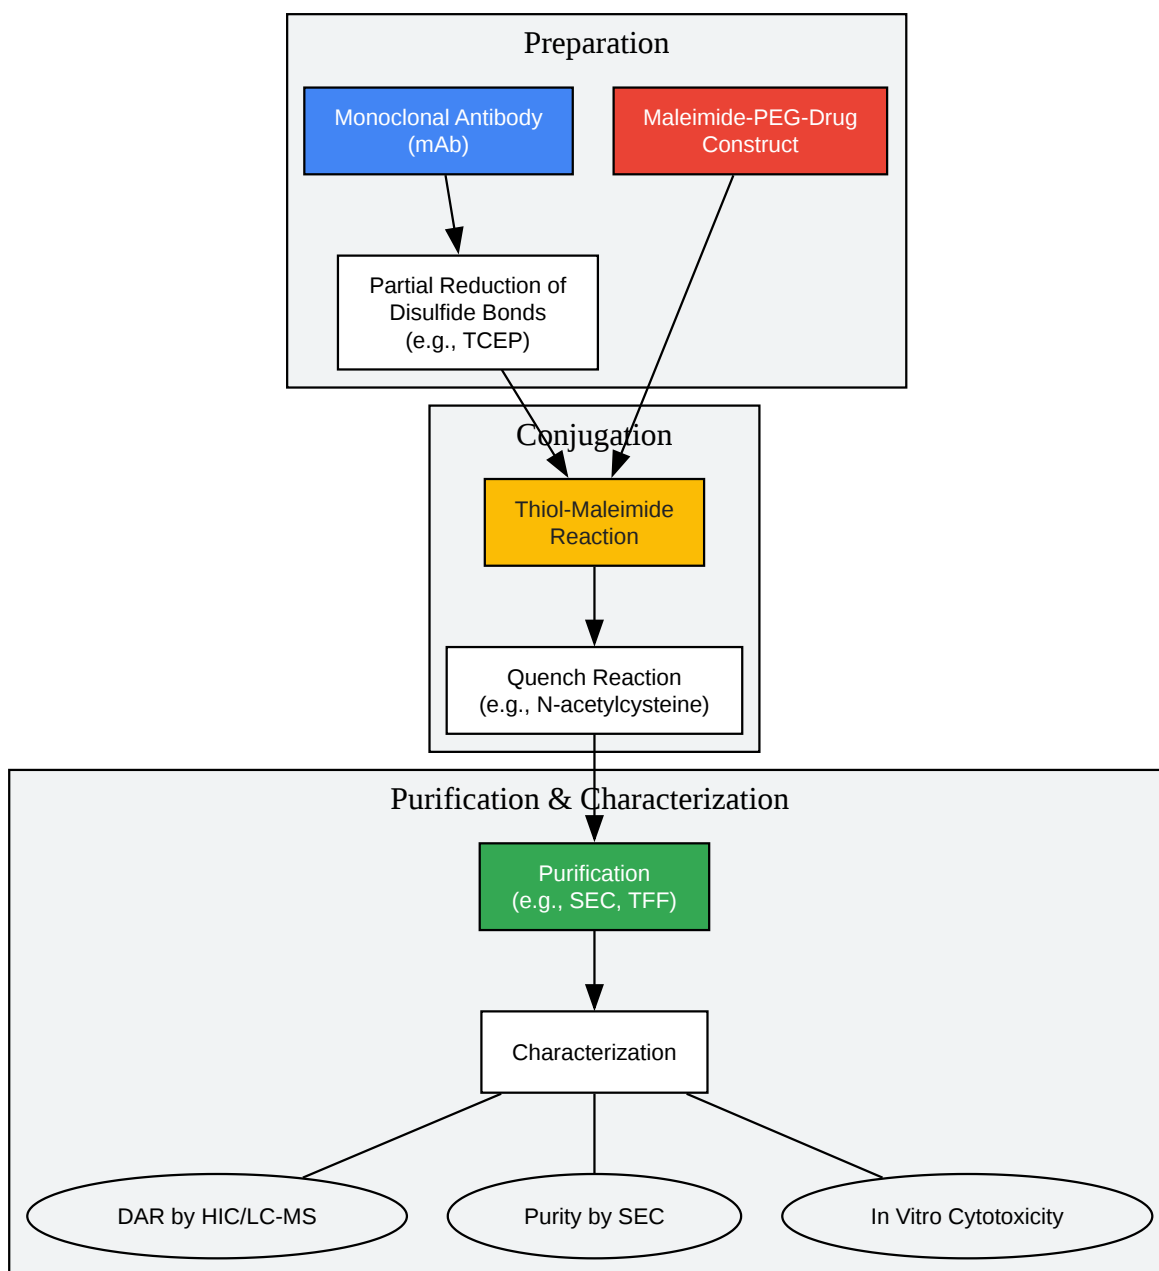 Preparation
Monoclonal Antibody
(mAb)
Maleimide-PEG-Drug
Construct
Partial Reduction of
Disulfide Bonds
(e.g., TCEP)
Conjugation
Thiol-Maleimide
Reaction
Quench Reaction
(e.g., N-acetylcysteine)
Purification & Characterization
Purification
(e.g., SEC, TFF)
Characterization
DAR by HIC/LC-MS
Purity by SEC
In Vitro Cytotoxicity